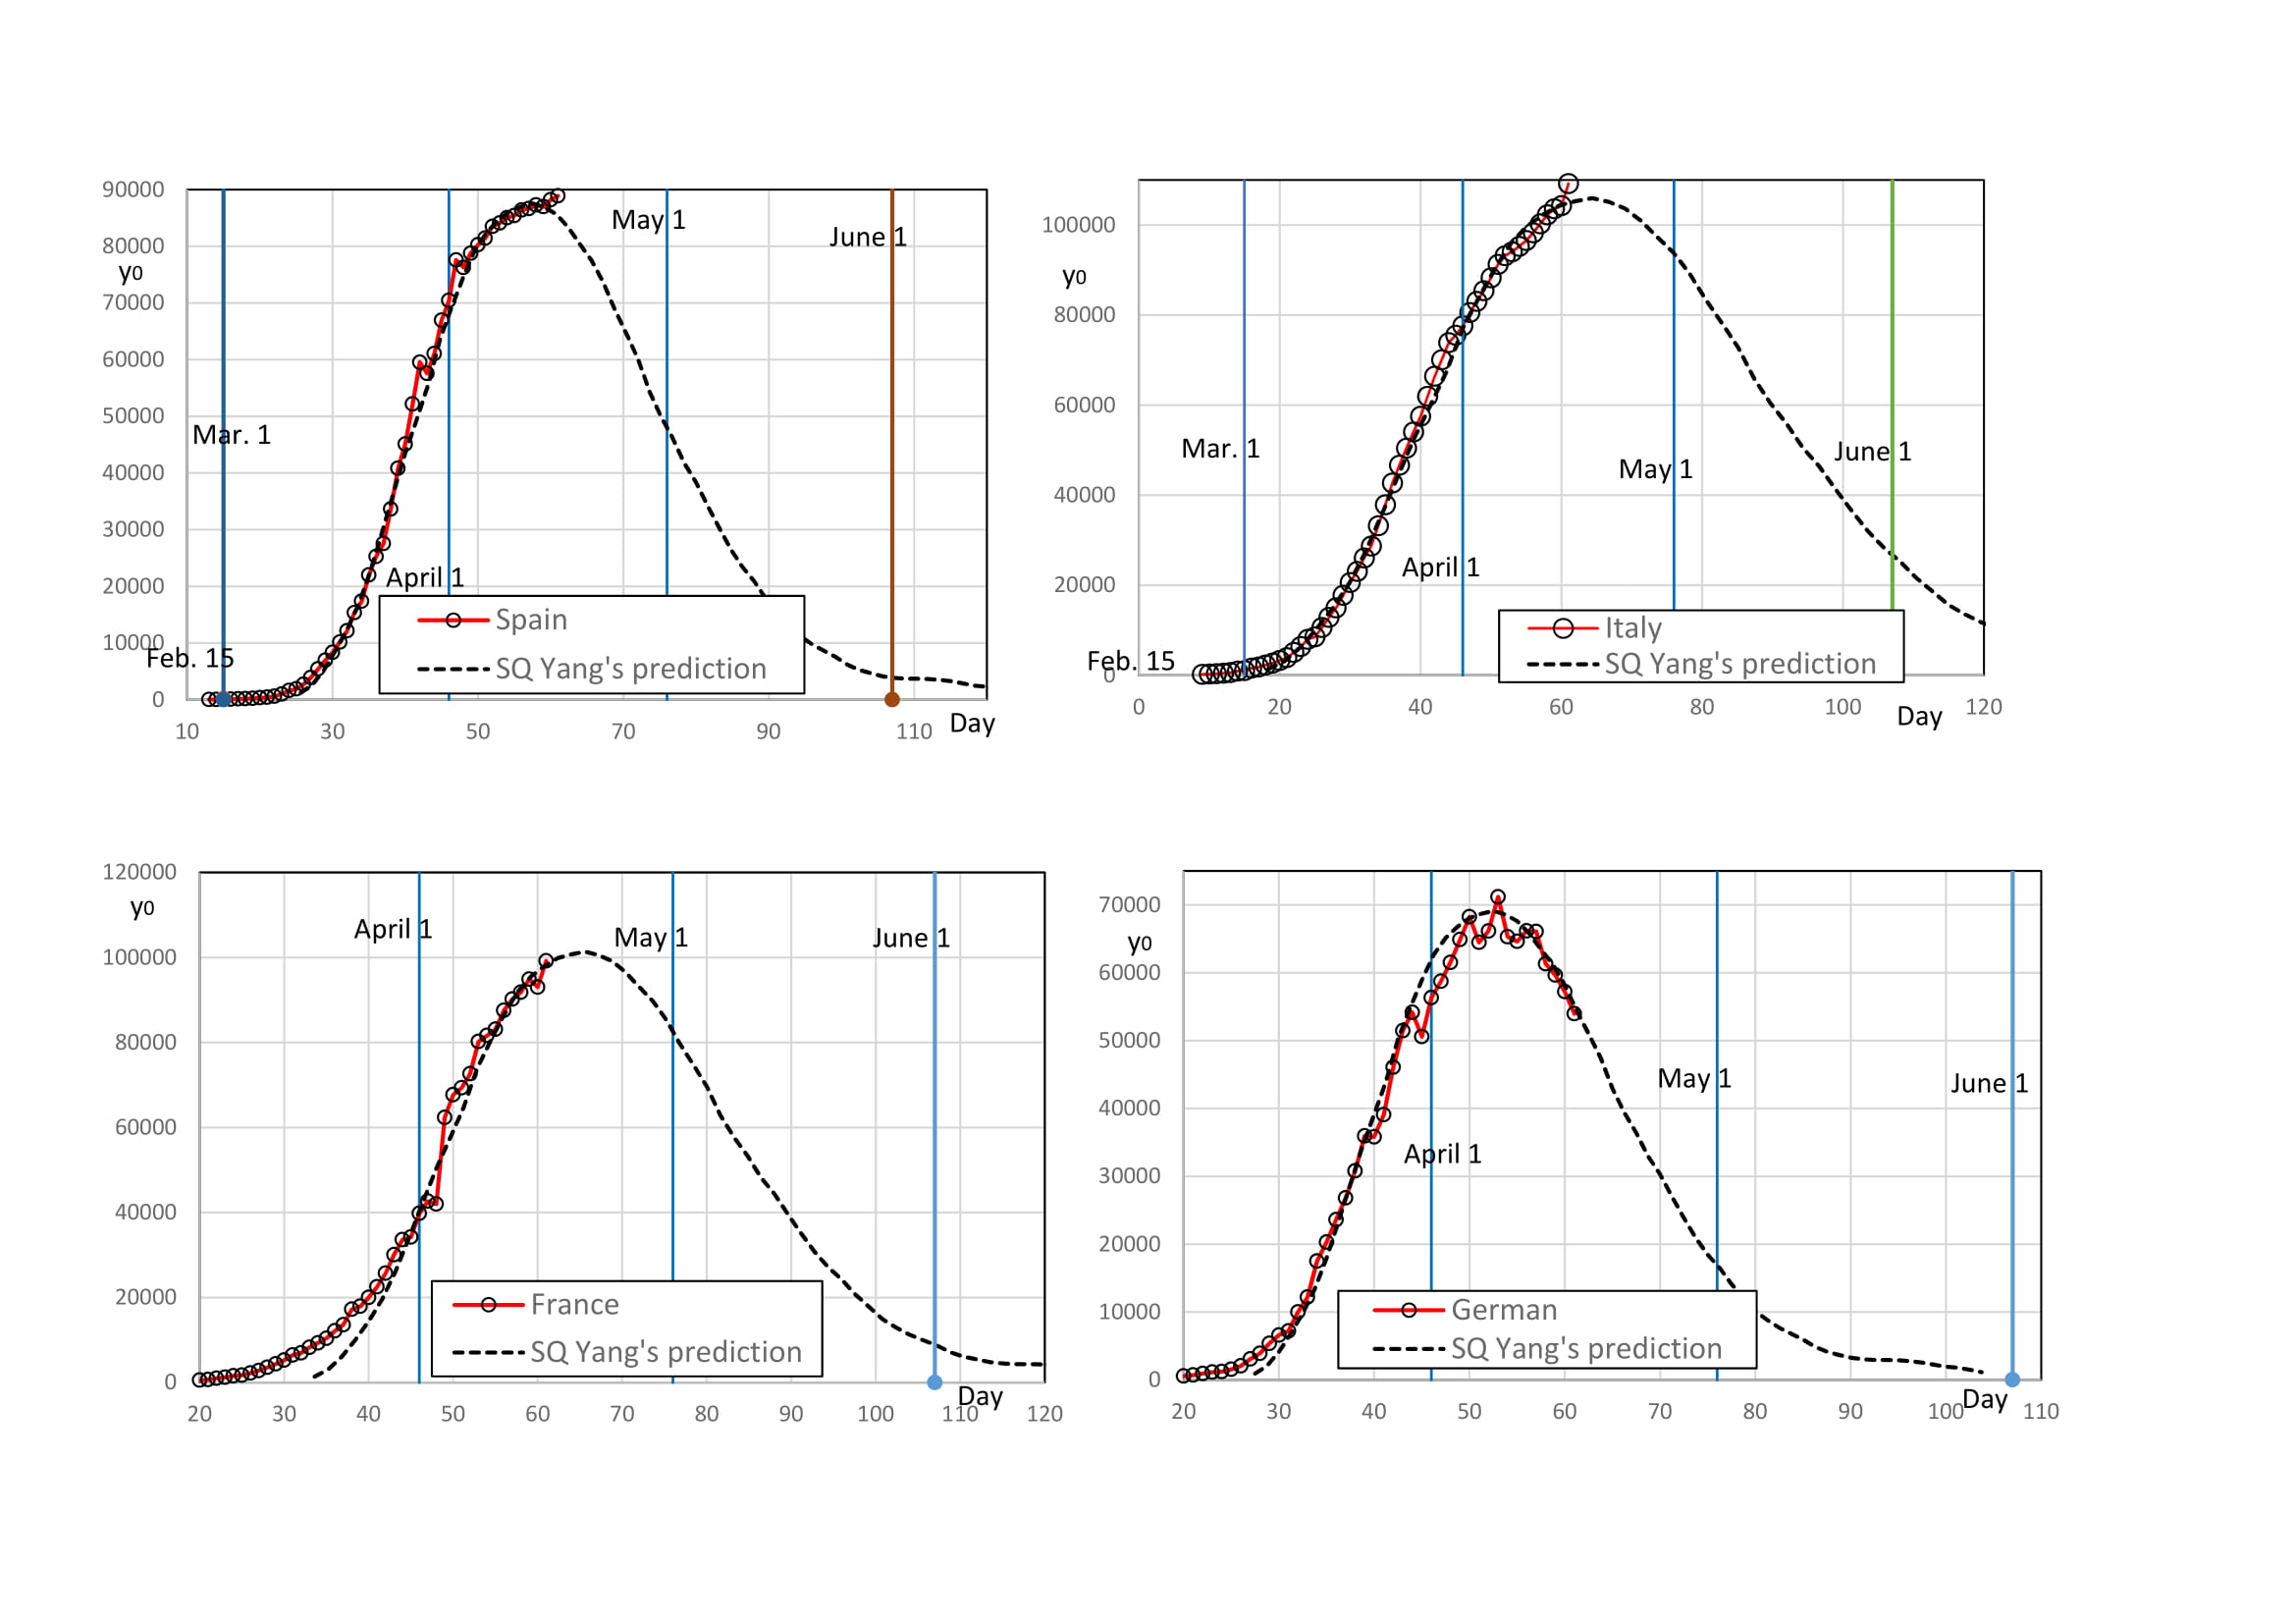 90000
80000
y0
70000
60000
50000
40000
30000
20000
10000
0
Feb. 15
Mar. 1
April 1
May 1
June 1
Spain
SQ Yang's prediction
10 30 50 70 90 110
Day
100000
y0
80000
60000
40000
20000
0
Feb. 15
Mar. 1
April 1
May 1
June 1
Italy
SQ Yang's prediction
0 20 40 60 80 100 120
Day
120000
y0
100000
80000
60000
40000
20000
0
April 1
May 1
June 1
France
SQ Yang's prediction
20 30 40 50 60 70 80 90 100 110 120
Day
70000
y0
60000
50000
40000
30000
20000
10000
0
April 1
May 1
June 1
German
SQ Yang's prediction
20 30 40 50 60 70 80 90 100 110
Day